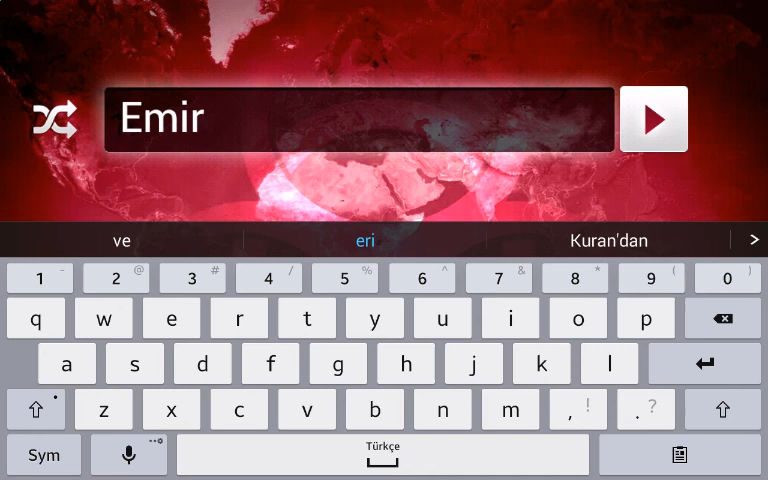 Emir
ve eri Kuran'dan >
1 - 2 @ 3 # 4 / 5 % 6 ^ 7 & 8 * 9 ( 0 )
q w e r t y u i o p
a s d f g h j k l
z x c v b n m , ! . ?
Sym Türkçe